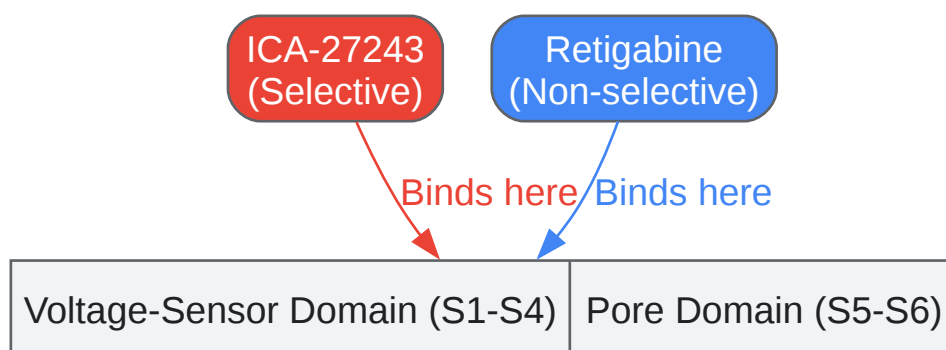 ICA-27243
(Selective)
Retigabine
(Non-selective)
Binds here
Binds here
Voltage-Sensor Domain (S1-S4)
Pore Domain (S5-S6)